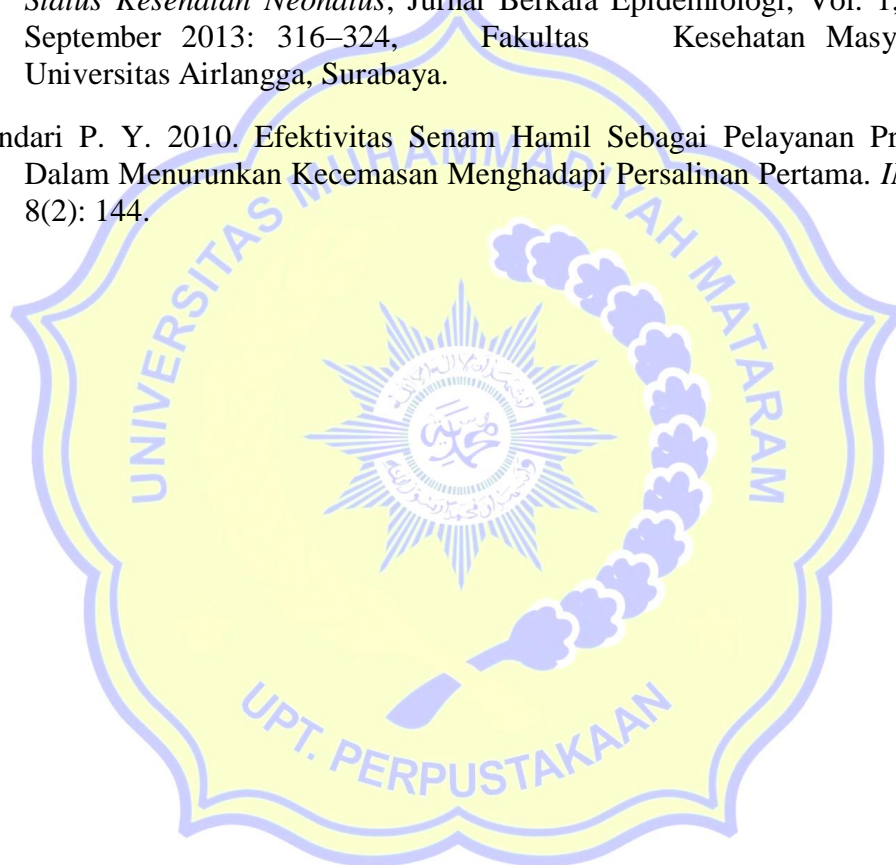 Status Kesehatan Neonatus, Jurnal Berkala Epidemiologi, Vol. 1,
September 2013: 316–324, Fakultas Kesehatan Masy
Universitas Airlangga, Surabaya.
ndari P. Y. 2010. Efektivitas Senam Hamil Sebagai Pelayanan Pr
Dalam Menurunkan Kecemasan Menghadapi Persalinan Pertama.
8(2): 144.
UNIVERSITAS MUHAMMADIYAH MATARAM
محمد
UPT. PERPUSTAKAAN